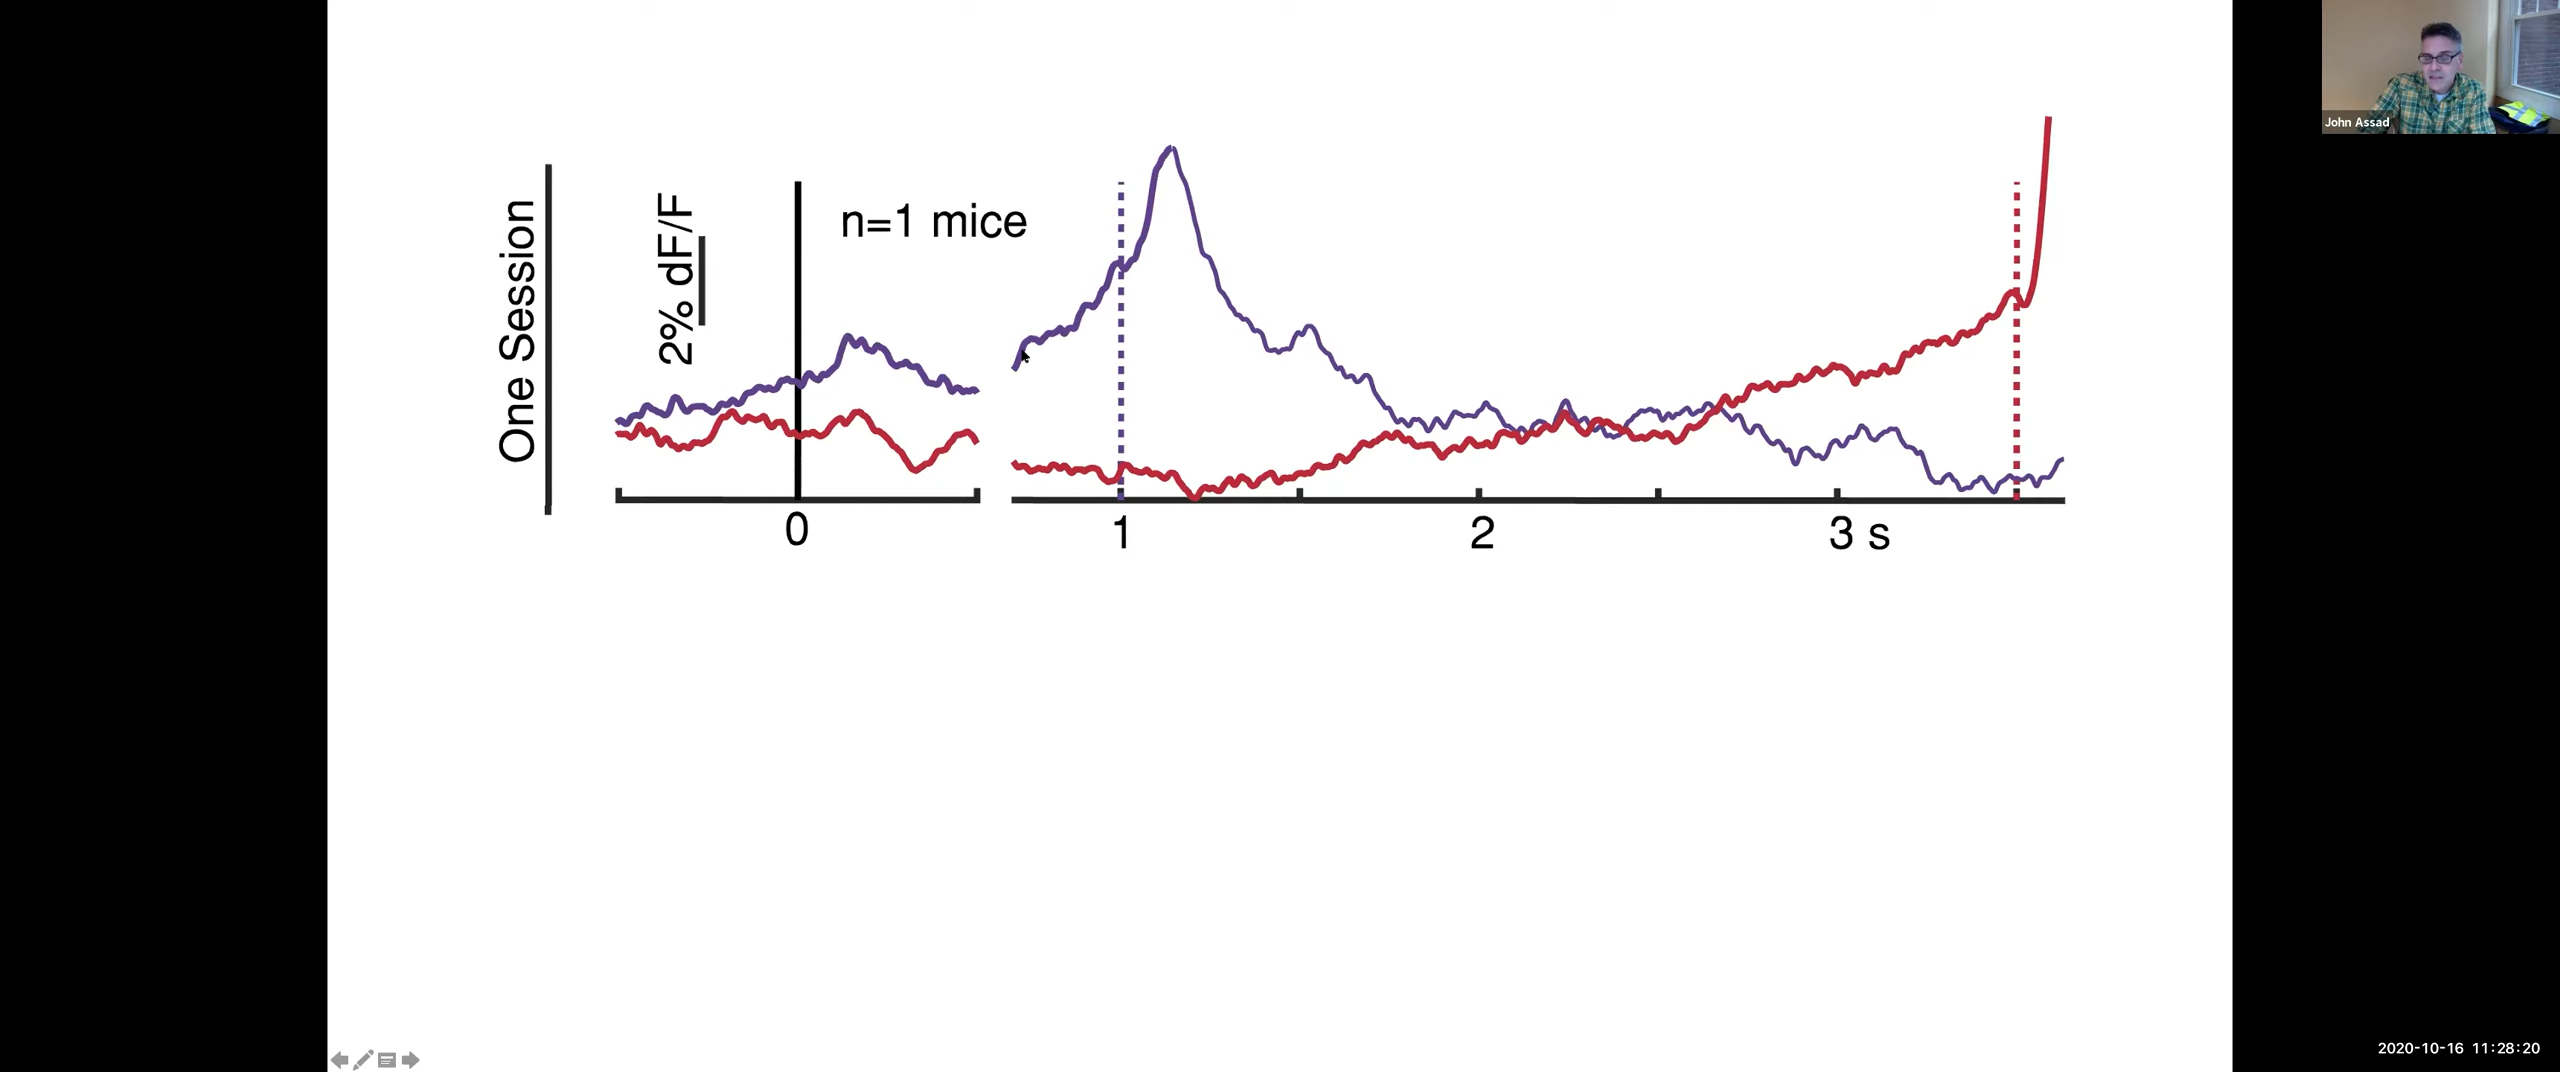 John Assad
One Session
2% dF/F
n=1 mice
0
1
2
3 s
2020-10-16 11:28:20